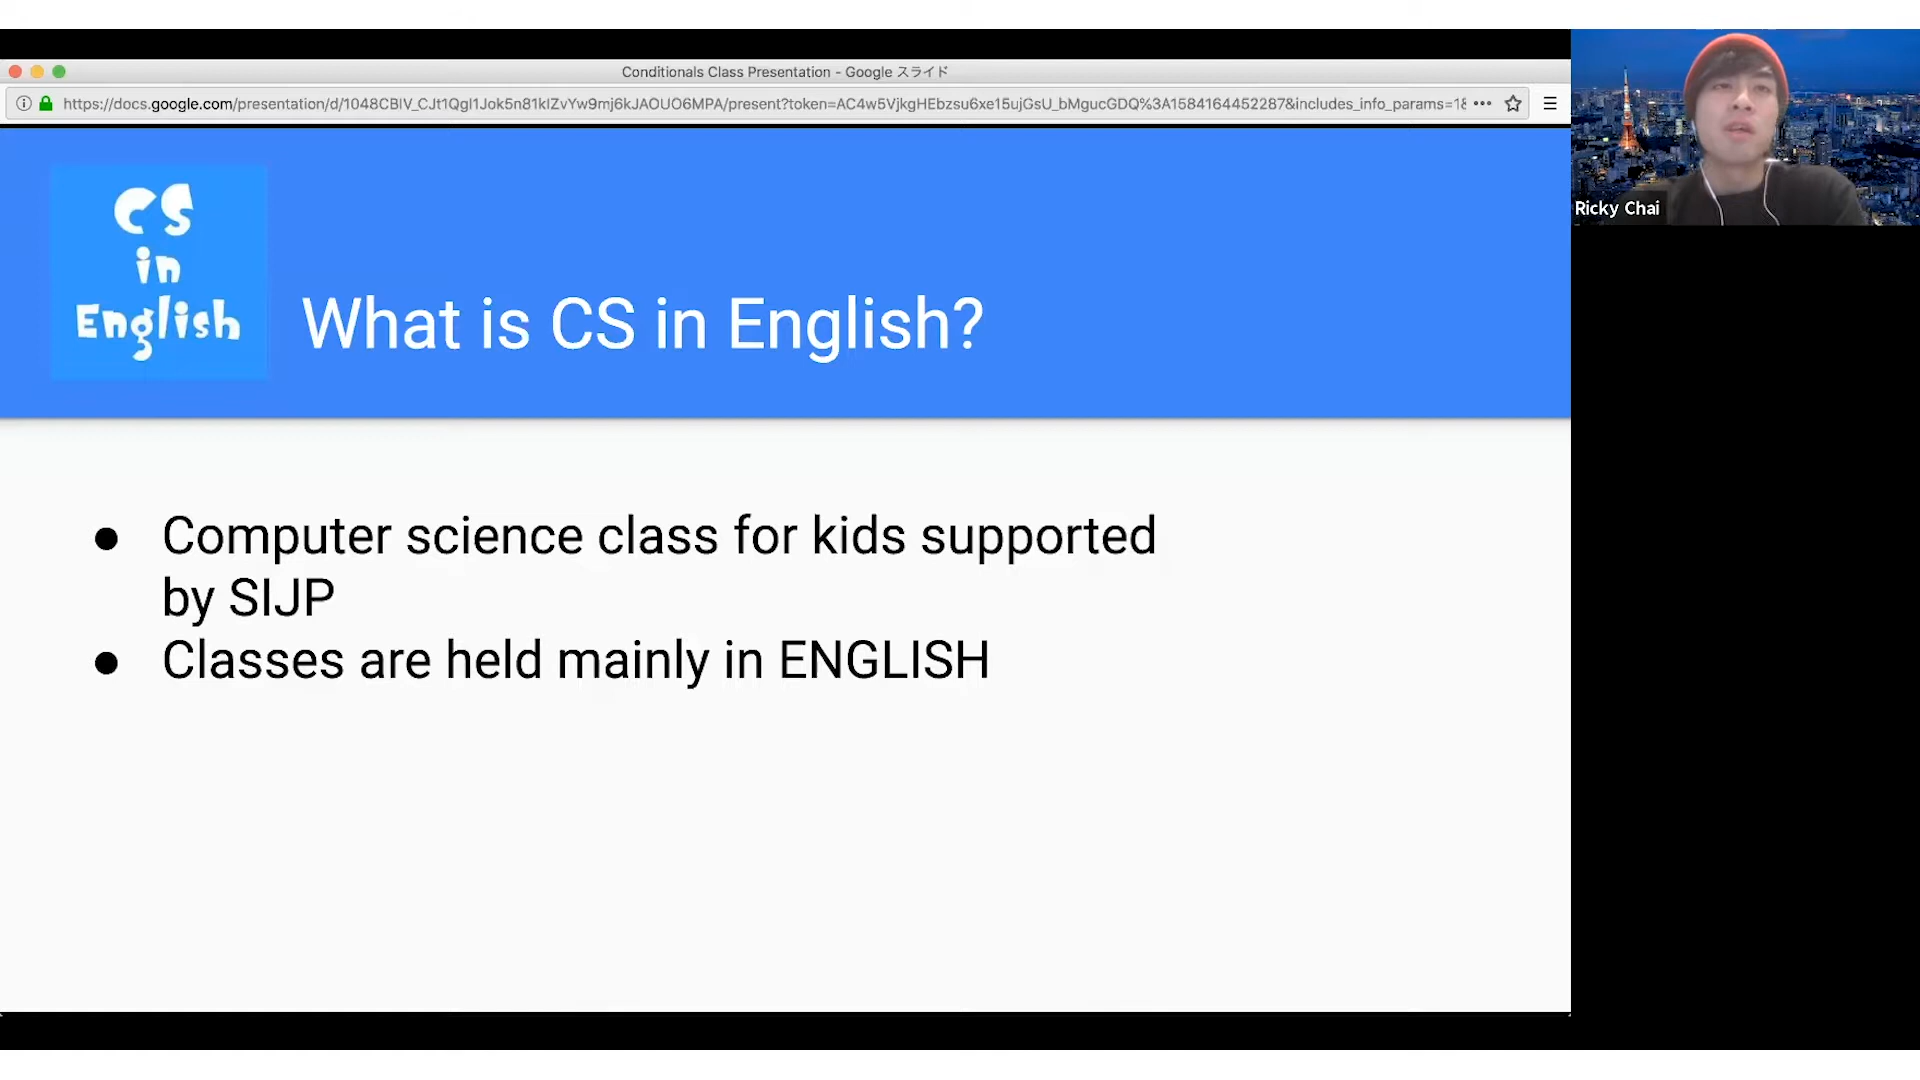 Conditionals Class Presentation - Google スライド
https://docs.google.com/presentation/d/1048CBlV_CJt1Qgl1Jok5n81klZvYw9mj6kJAOUO6MPA/present?token=AC4w5VjkgHEbzsu6xe15ujGsU_bMgucGDQ%3A1584164452287&includes_info_params=1&
Ricky Chai
CS
in
English
What is CS in English?
● Computer science class for kids supported
by SIJP
● Classes are held mainly in ENGLISH